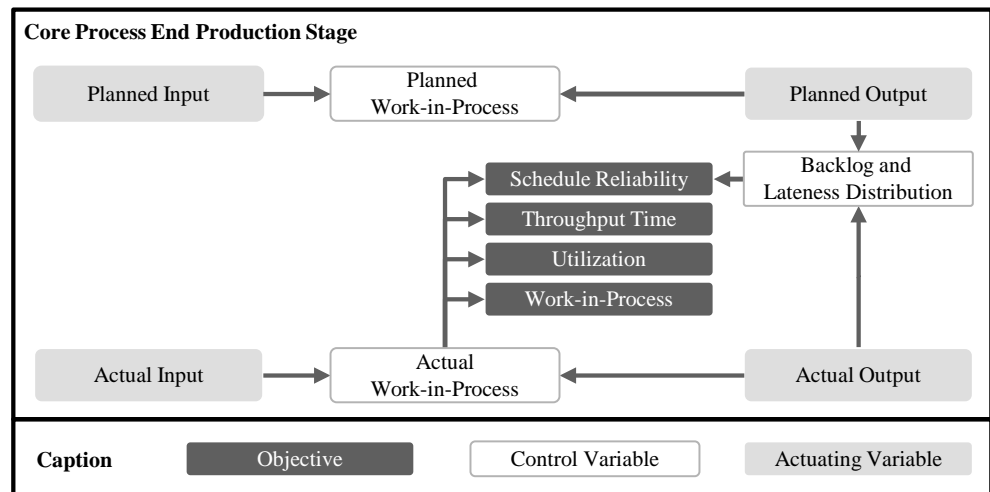 Core Process End Production Stage
Planned Input
Planned
Work-in-Process
Planned Output
Backlog and
Lateness Distribution
Schedule Reliability
Throughput Time
Utilization
Work-in-Process
Actual Input
Actual
Work-in-Process
Actual Output
Caption
Objective
Control Variable
Actuating Variable